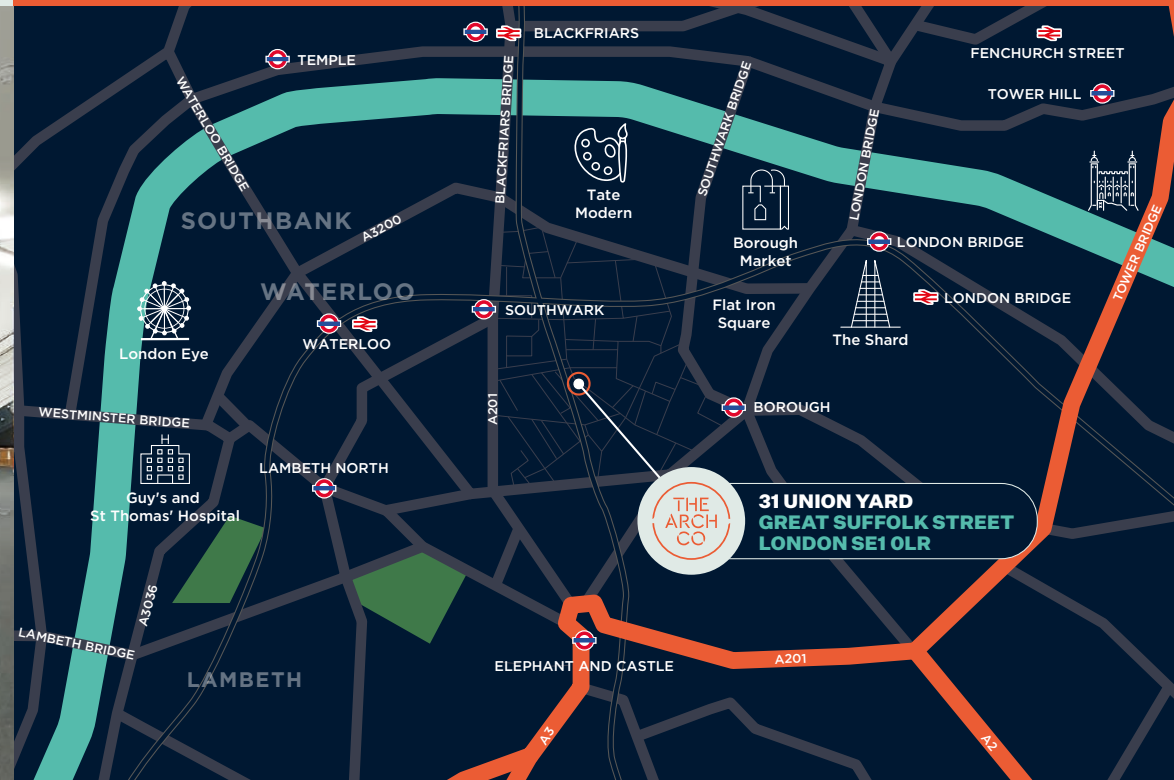 BLACKFRIARS
FENCHURCH STREET
TEMPLE
TOWER HILL
WATERLOO BRIDGE
BLACKFRIARS BRIDGE
SOUTHWARK BRIDGE
LONDON BRIDGE
Tate
Modern
SOUTHBANK
A3200
Borough
Market
LONDON BRIDGE
TOWER BRIDGE
WATERLOO
LONDON BRIDGE
Flat Iron
Square
SOUTHWARK
The Shard
WATERLOO
London Eye
A201
BOROUGH
WESTMINSTER BRIDGE
H
LAMBETH NORTH
Guy's and
St Thomas' Hospital
THE
ARCH
CO
31 UNION YARD
GREAT SUFFOLK STREET
LONDON SE1 0LR
A3036
LAMBETH BRIDGE
ELEPHANT AND CASTLE
A201
LAMBETH
A3
A2